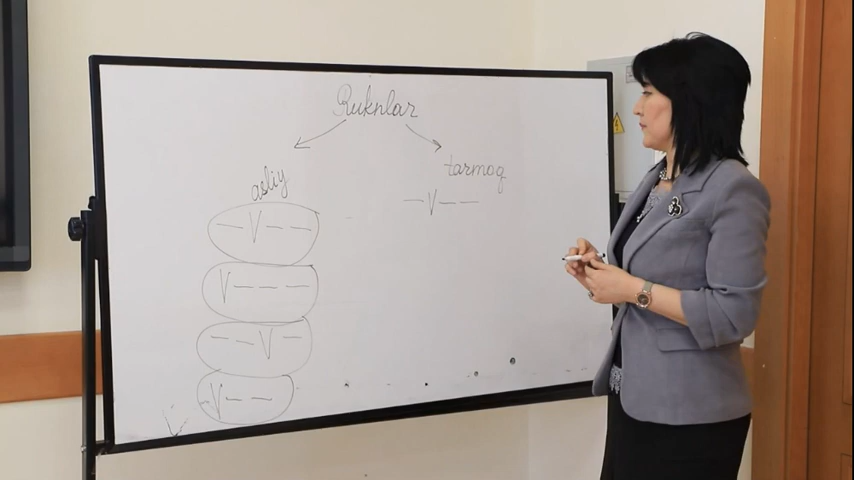 Ruknlar
asliy
tarmoq
– V – –
– V – –
V – – –
– – V –
V – –